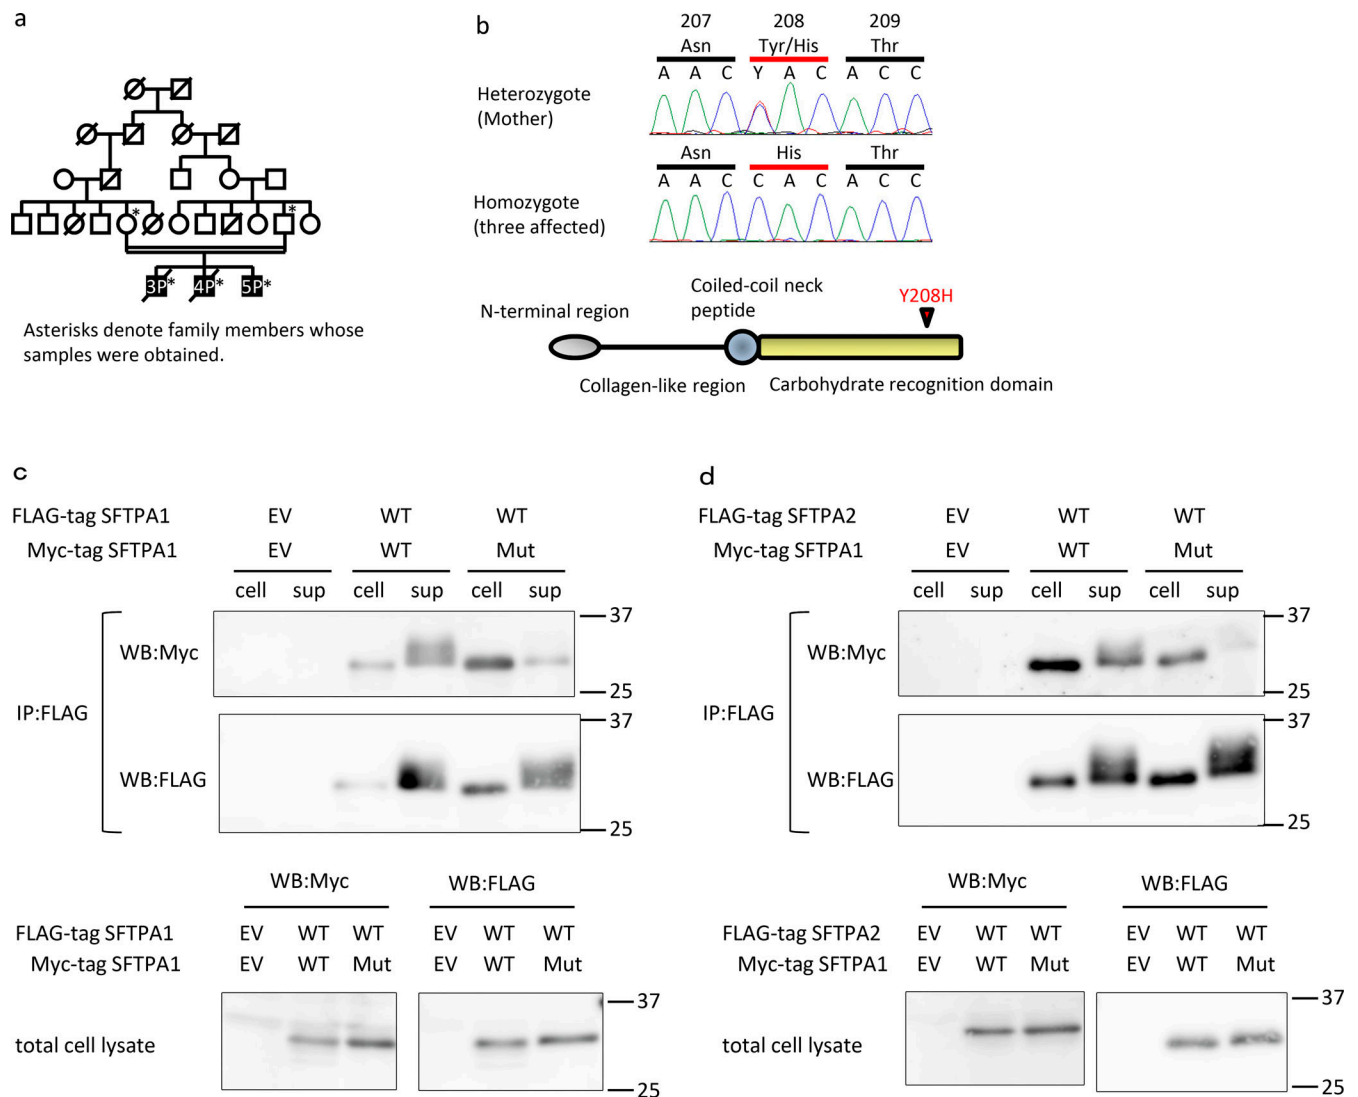 a
3P* 4P* 5P*
* *
Asterisks denote family members whose
samples were obtained.
b
207 208 209
Asn Tyr/His Thr
A A C Y A C A C C
Heterozygote
(Mother)
Asn His Thr
A A C C A C A C C
Homozygote
(three affected)
Coiled-coil neck
peptide
Y208H
N-terminal region
Collagen-like region Carbohydrate recognition domain
c
FLAG-tag SFTPA1 EV WT WT
Myc-tag SFTPA1 EV WT Mut
cell sup cell sup cell sup
37
WB:Myc
25
IP:FLAG
37
WB:FLAG
25
WB:Myc WB:FLAG
FLAG-tag SFTPA1 EV WT WT EV WT WT
Myc-tag SFTPA1 EV WT Mut EV WT Mut
37
total cell lysate
25
d
FLAG-tag SFTPA2 EV WT WT
Myc-tag SFTPA1 EV WT Mut
cell sup cell sup cell sup
37
WB:Myc
25
IP:FLAG
37
WB:FLAG
25
WB:Myc WB:FLAG
FLAG-tag SFTPA2 EV WT WT EV WT WT
Myc-tag SFTPA1 EV WT Mut EV WT Mut
37
total cell lysate
25